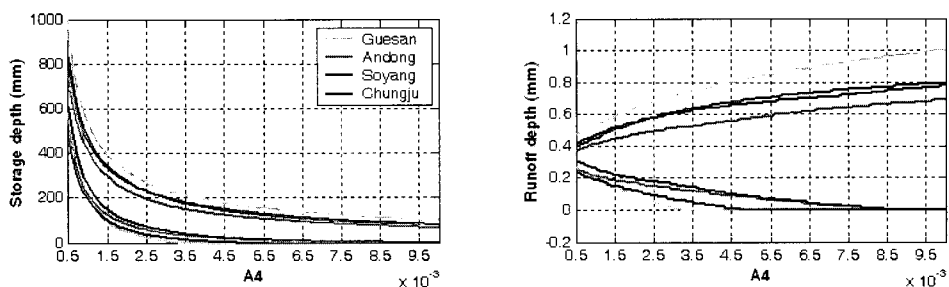 1000
800
600
400
200
0
Storage depth (mm)
Guesan
Andong
Soyang
Chungju
0.5 1.5 2.5 3.5 4.5 5.5 6.5 7.5 8.5 9.5
A4
x 10-3
1.2
1
0.8
0.6
0.4
0.2
0
-0.2
Runoff depth (mm)
0.5 1.5 2.5 3.5 4.5 5.5 6.5 7.5 8.5 9.5
A4
x 10-3